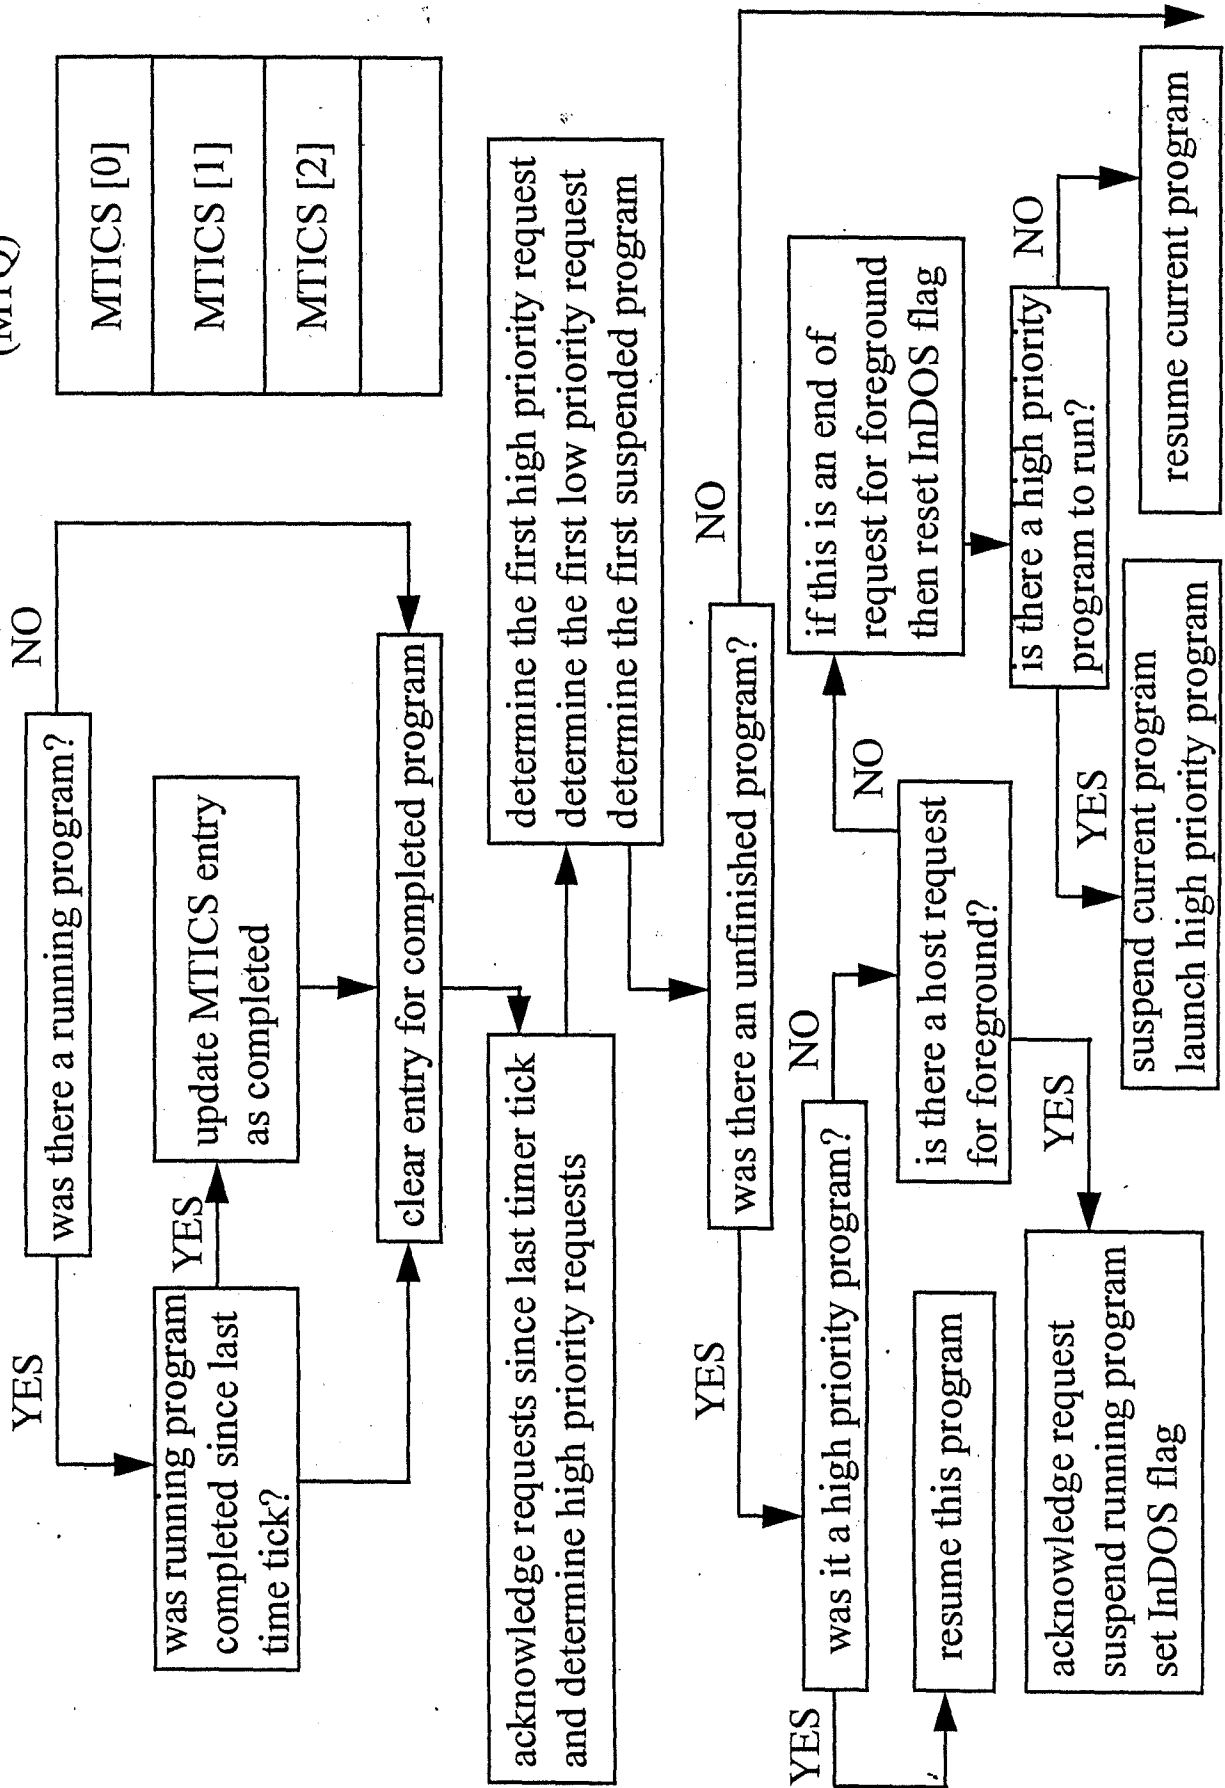 (MTQ)
MTICS [0]
MTICS [1]
MTICS [2]
was there a running program?
YES
NO
was running program
completed since last
time tick?
YES
update MTICS entry
as completed
clear entry for completed program
acknowledge requests since last timer tick
and determine high priority requests
determine the first high priority request
determine the first low priority request
determine the first suspended program
was there an unfinished program?
YES
NO
was it a high priority program?
YES
NO
resume this program
is there a host request
for foreground?
NO
YES
if this is an end of
request for foreground
then reset InDOS flag
acknowledge request
suspend running program
set InDOS flag
is there a high priority
program to run?
YES
NO
suspend current program
launch high priority program
resume current program